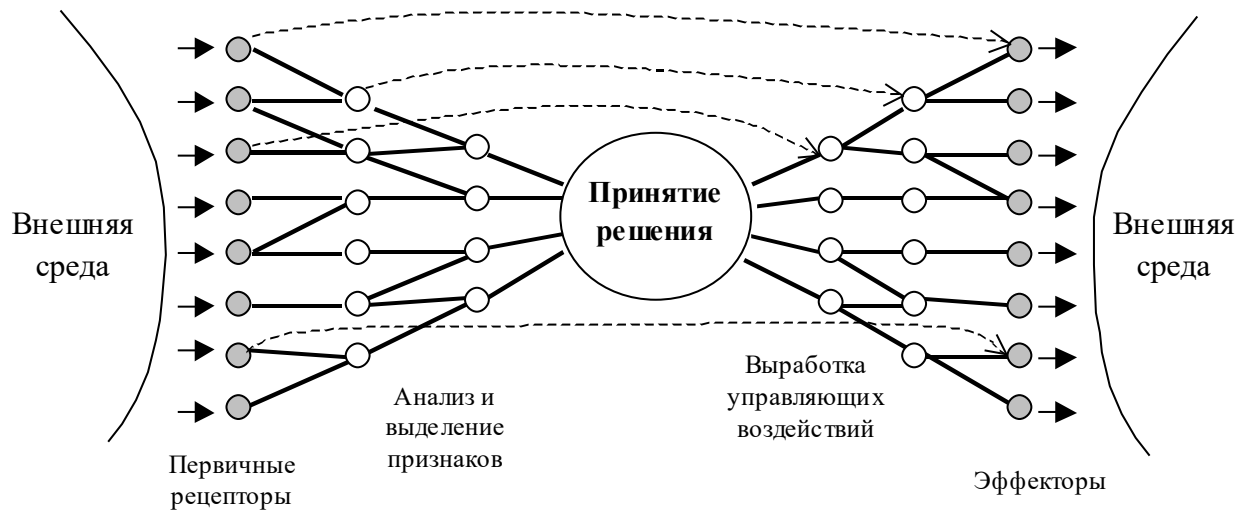 Внешняя
среда
Принятие
решения
Внешняя
среда
Анализ и
выделение
признаков
Выработка
управляющих
воздействий
Первичные
рецепторы
Эффекторы